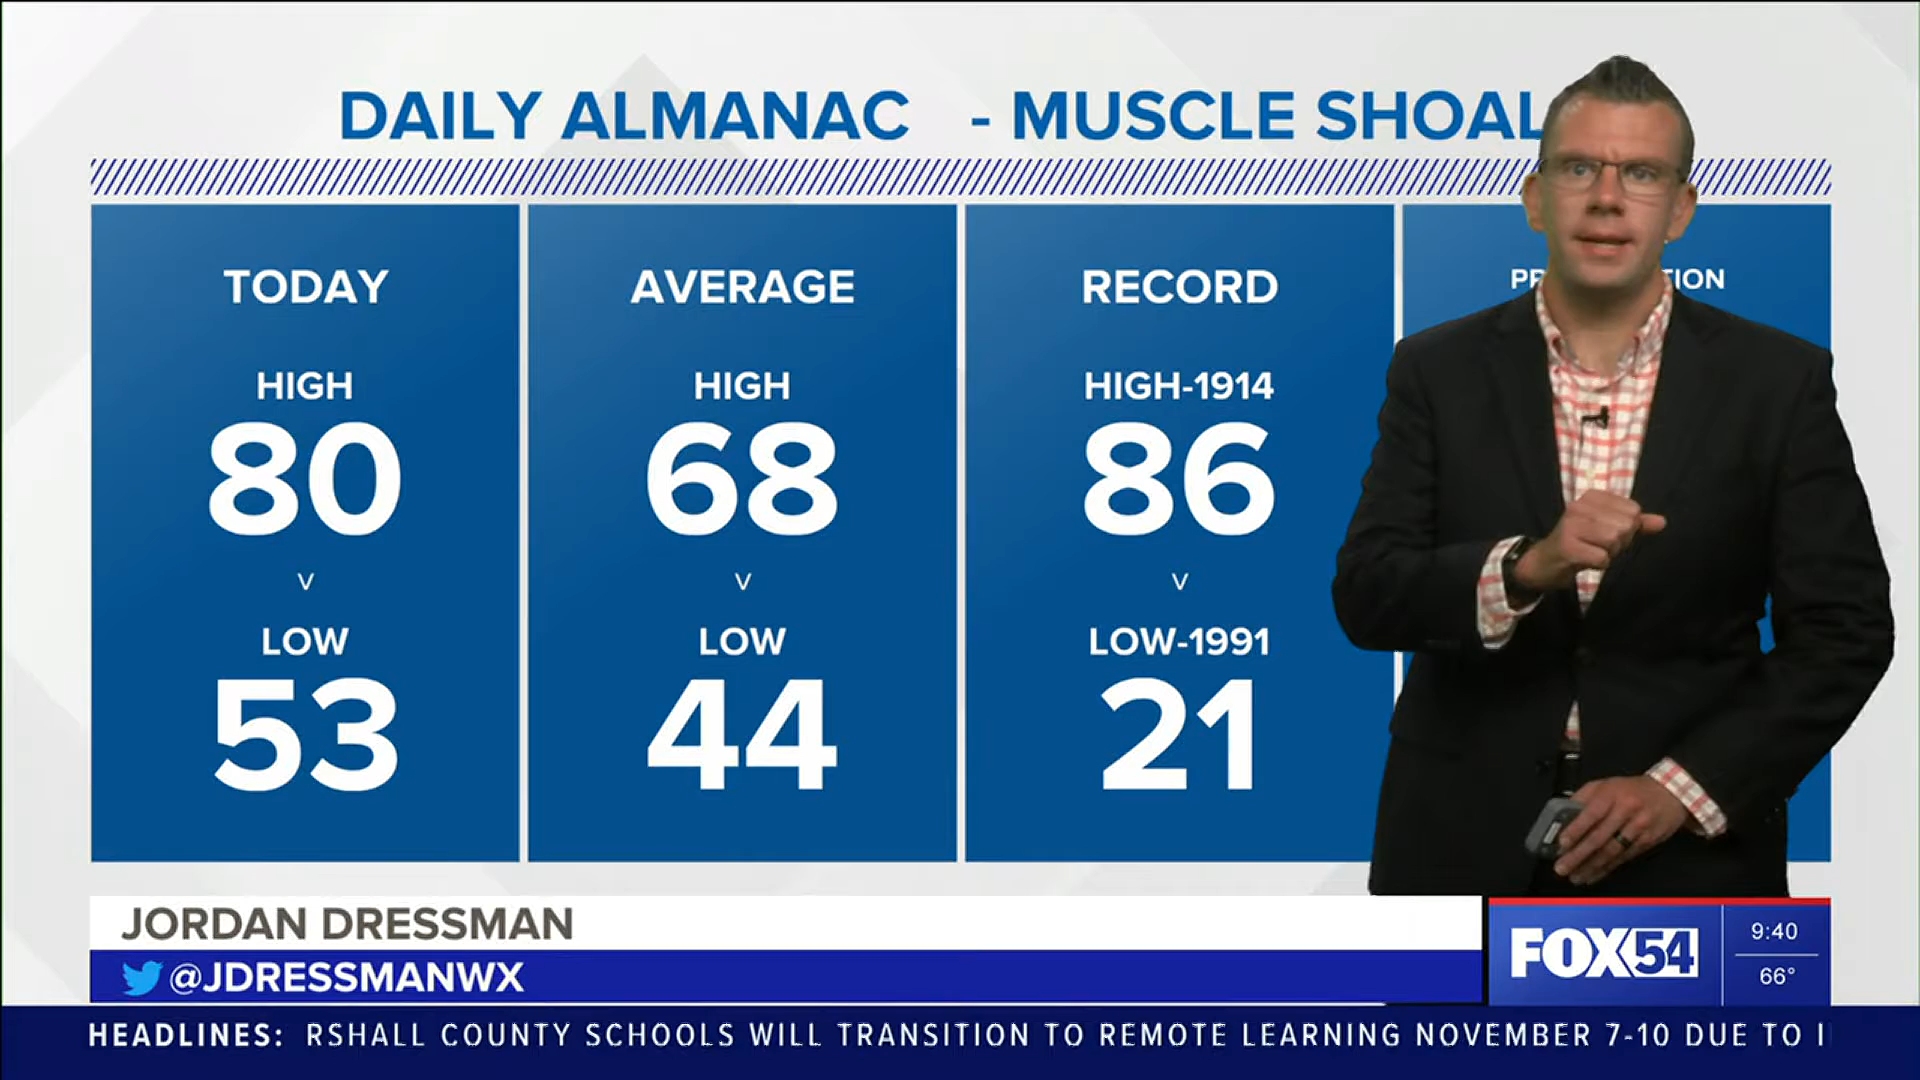 DAILY ALMANAC - MUSCLE SHOAL
TODAY
HIGH
80
V
LOW
53
AVERAGE
HIGH
68
V
LOW
44
RECORD
HIGH-1914
86
V
LOW-1991
21
JORDAN DRESSMAN
@JDRESSMANWX
FOX54
9:40
66°
HEADLINES: RSHALL COUNTY SCHOOLS WILL TRANSITION TO REMOTE LEARNING NOVEMBER 7-10 DUE TO